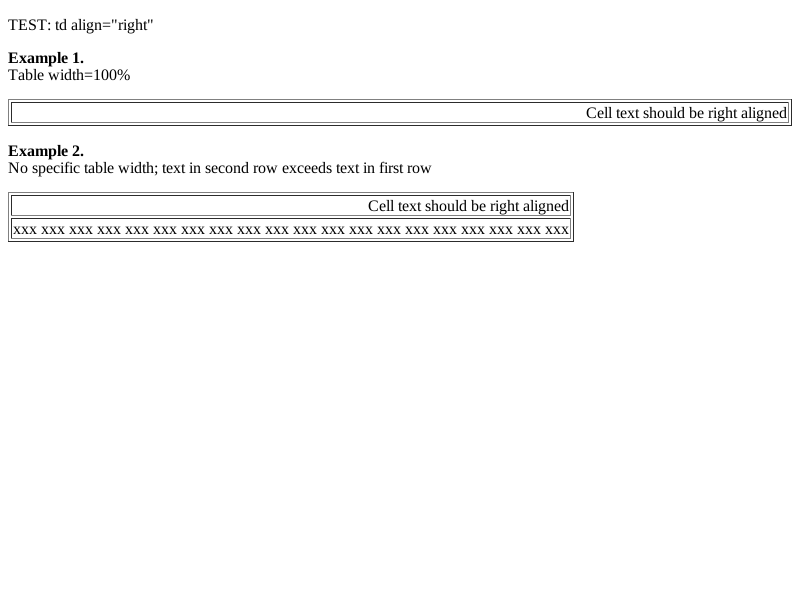 TEST: td align="right"
Example 1.
Table width=100%
Cell text should be right aligned
Example 2.
No specific table width; text in second row exceeds text in first row
Cell text should be right aligned
xxx xxx xxx xxx xxx xxx xxx xxx xxx xxx xxx xxx xxx xxx xxx xxx xxx xxx xxx xxx